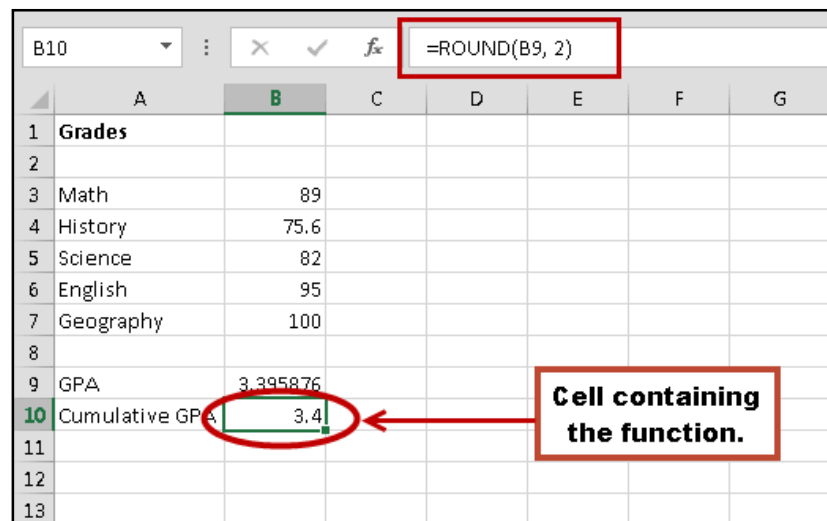 B10 fx =ROUND(B9, 2)
A B C D E F G
1 Grades
2
3 Math 89
4 History 75.6
5 Science 82
6 English 95
7 Geography 100
8
9 GPA 3.395876
10 Cumulative GPA 3.4
Cell containing
the function.
11
12
13